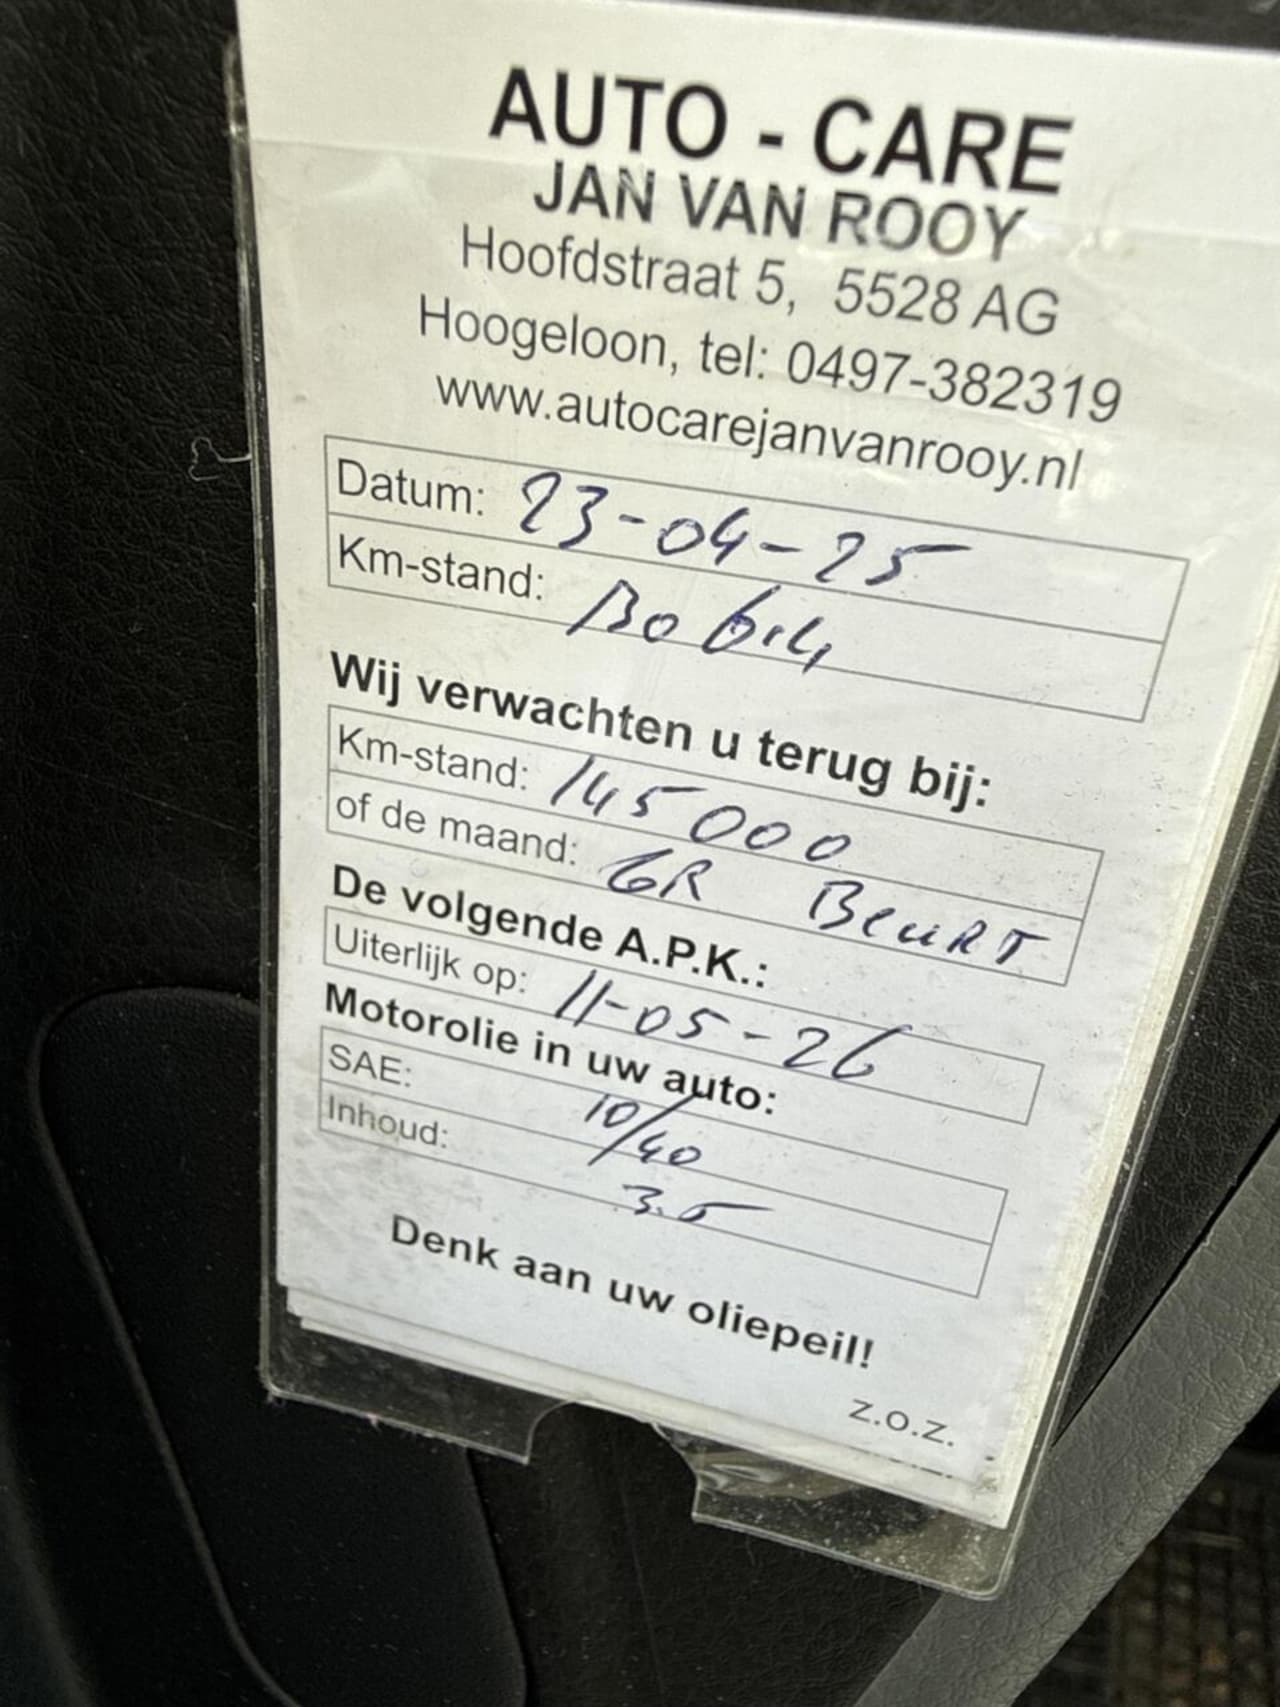 AUTO - CARE
JAN VAN ROOY
Hoofdstraat 5, 5528 AG
Hoogeloon, tel: 0497-382319
www.autocarejanvanrooy.nl
Datum: 23-04-25
Km-stand:
Wij verwachten u terug bij:
Km-stand: 145000
of de maand: GR BEURT
De volgende A.P.K.:
Uiterlijk op: 11-05-26
Motorolie in uw auto:
SAE: 10/40
Inhoud: 3.5
Denk aan uw oliepeil!
z.o.z.